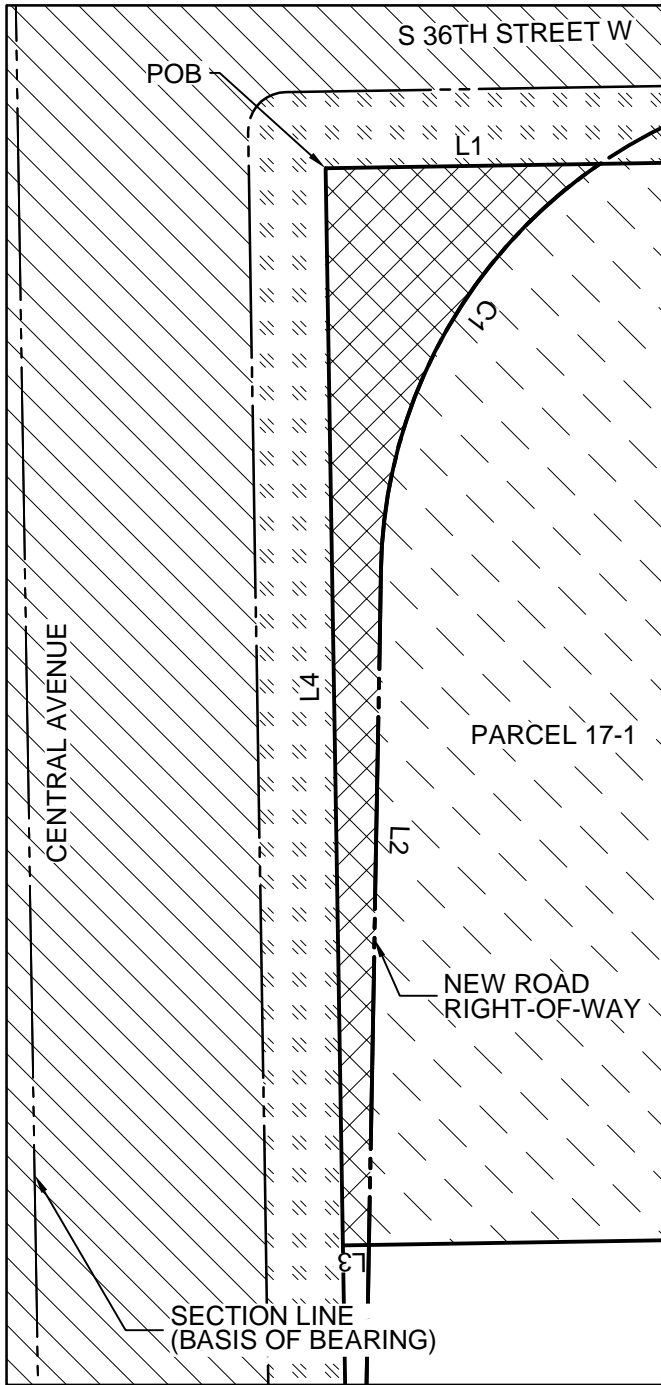 S 36TH STREET W
POB
L1
C1
CENTRAL AVENUE
L4
PARCEL 17-1
L2
NEW ROAD
RIGHT-OF-WAY
L3
SECTION LINE
(BASIS OF BEARING)